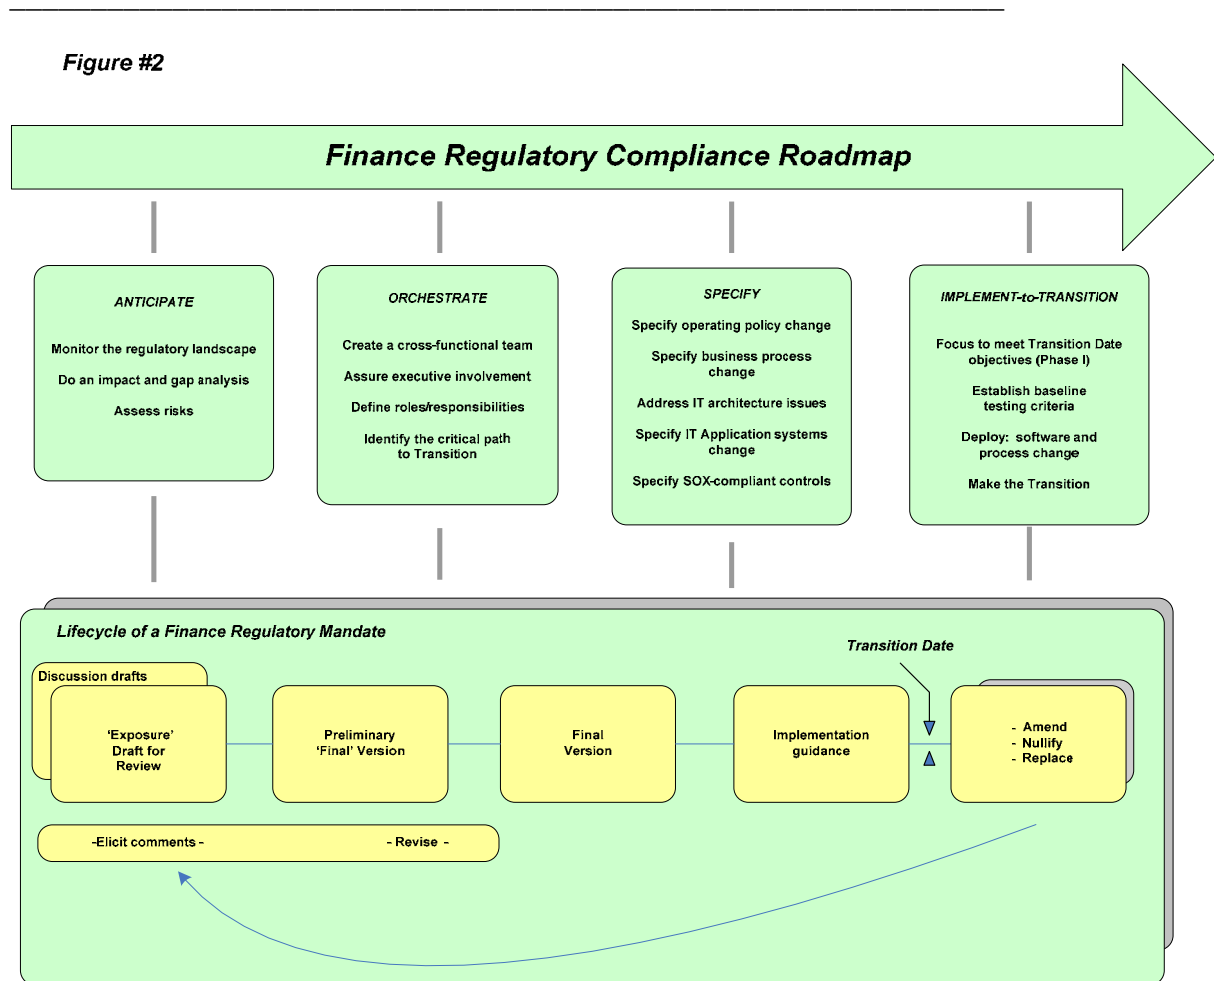 Figure #2
Finance Regulatory Compliance Roadmap
ANTICIPATE
Monitor the regulatory landscape
Do an impact and gap analysis
Assess risks
ORCHESTRATE
Create a cross-functional team
Assure executive involvement
Define roles/responsibilities
Identify the critical path
to Transition
SPECIFY
Specify operating policy change
Specify business process
change
Address IT architecture issues
Specify IT Application systems
change
Specify SOX-compliant controls
IMPLEMENT-to-TRANSITION
Focus to meet Transition Date
objectives (Phase I)
Establish baseline
testing criteria
Deploy: software and
process change
Make the Transition
Lifecycle of a Finance Regulatory Mandate
Transition Date
Discussion drafts
‘Exposure’
Draft for
Review
Preliminary
‘Final’ Version
Final
Version
Implementation
guidance
- Amend
- Nullify
- Replace
-Elicit comments - - Revise -